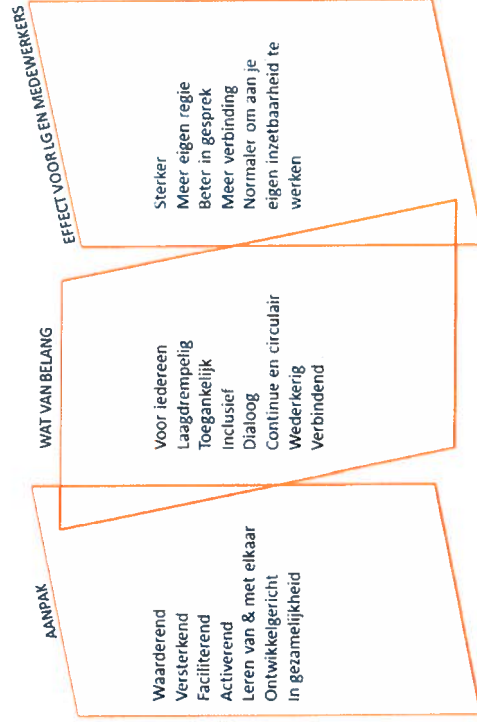 AANPAK
Waarderend
Versterkend
Faciliterend
Activerend
Leren van & met elkaar
Ontwikkelgericht
In gezamelijkheid
WAT VAN BELANG
Voor iedereen
Laagdrempelig
Toegankelijk
Inclusief
Dialoog
Continue en circulair
Wederkerig
Verbindend
EFFECT VOOR LG EN MEDEWERKERS
Sterker
Meer eigen regie
Beter in gesprek
Meer verbinding
Normaler om aan je
eigen inzetbaarheid te
werken